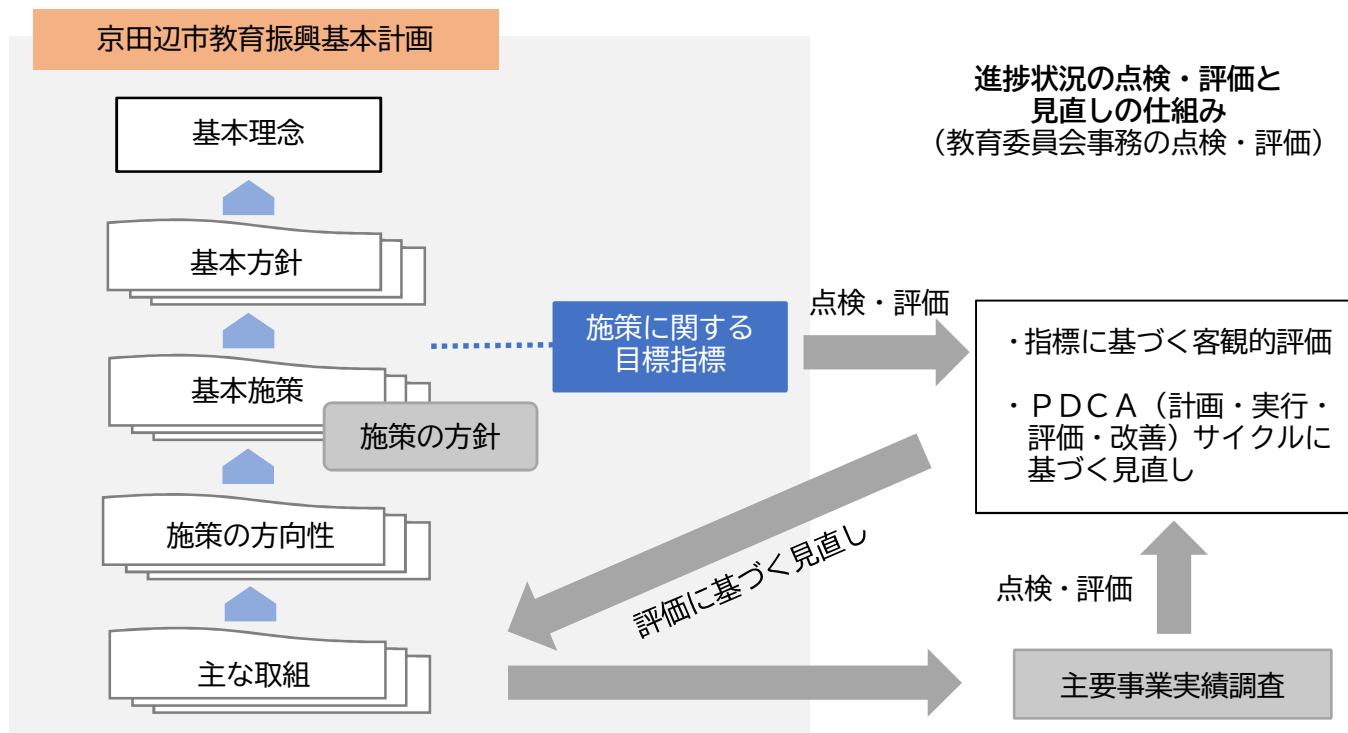 京田辺市教育振興基本計画
進捗状況の点検・評価と
見直しの仕組み
（教育委員会事務の点検・評価）
基本理念
基本方針
施策に関する
目標指標
点検・評価
・指標に基づく客観的評価
・ＰＤＣＡ（計画・実行・
評価・改善）サイクルに
基づく見直し
基本施策
施策の方針
施策の方向性
評価に基づく見直し
点検・評価
主な取組
主要事業実績調査